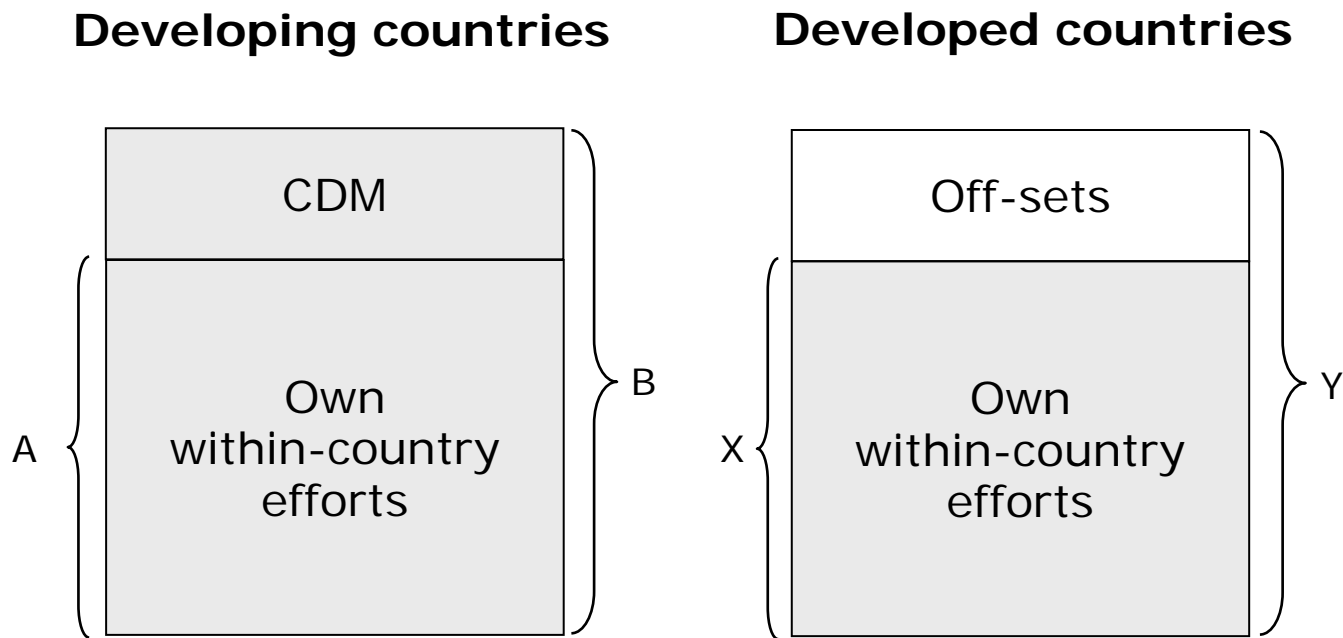 Developing countries
Developed countries
CDM
Off-sets
Own
within-country
efforts
A
B
Own
within-country
efforts
X
Y